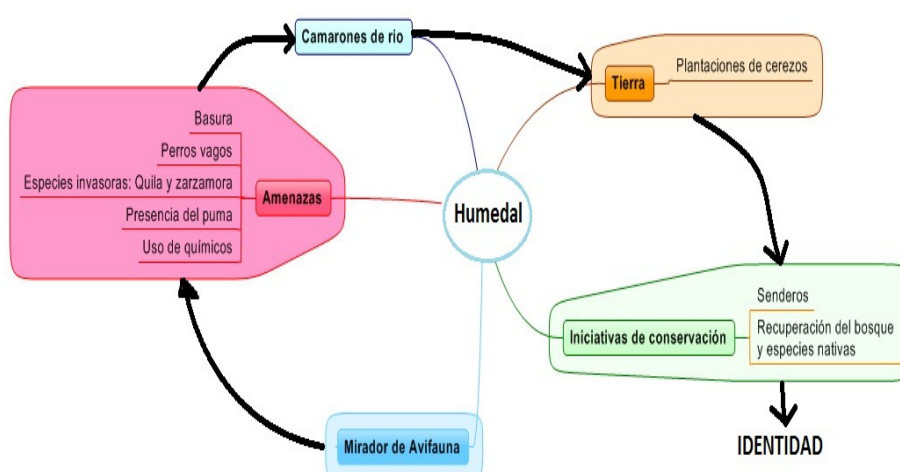 Camarones de rio
Tierra
Plantaciones de cerezos
Basura
Perros vagos
Especies invasoras: Quila y zarzamora
Presencia del puma
Uso de químicos
Amenazas
Humedal
Iniciativas de conservación
Senderos
Recuperación del bosque
y especies nativas
Mirador de Avifauna
IDENTIDAD